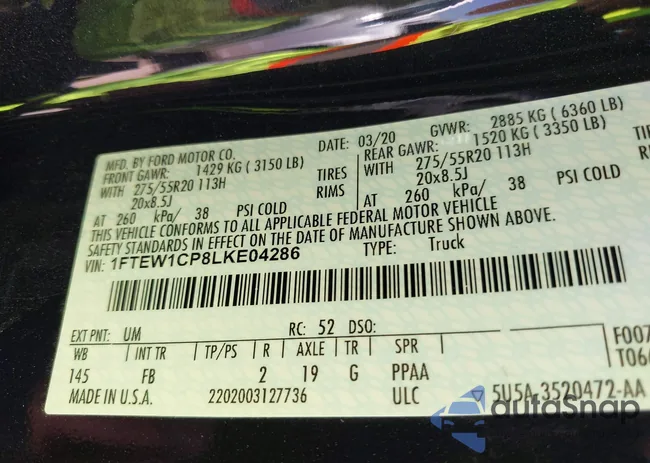 MFD. BY FORD MOTOR CO. DATE: 03/20 GVWR: 2885 KG ( 6360 LB)
FRONT GAWR: 1429 KG ( 3150 LB) REAR GAWR: 1520 KG ( 3350 LB)
WITH 275/55R20 113H TIRES WITH 275/55R20 113H
20x8.5J RIMS 20x8.5J
AT 260 kPa/ 38 PSI COLD AT 260 kPa/ 38 PSI COLD
THIS VEHICLE CONFORMS TO ALL APPLICABLE FEDERAL MOTOR VEHICLE
SAFETY STANDARDS IN EFFECT ON THE DATE OF MANUFACTURE SHOWN ABOVE.
VIN: 1FTEW1CP8LKE04286 TYPE: Truck
EXT PNT: UM RC: 52 DSO:
WB INT TR TP/PS R AXLE TR SPR
145 FB 2 19 G PPAA
MADE IN U.S.A. 2202003127736 ULC 5U5A-3520472-AA
autoSnap